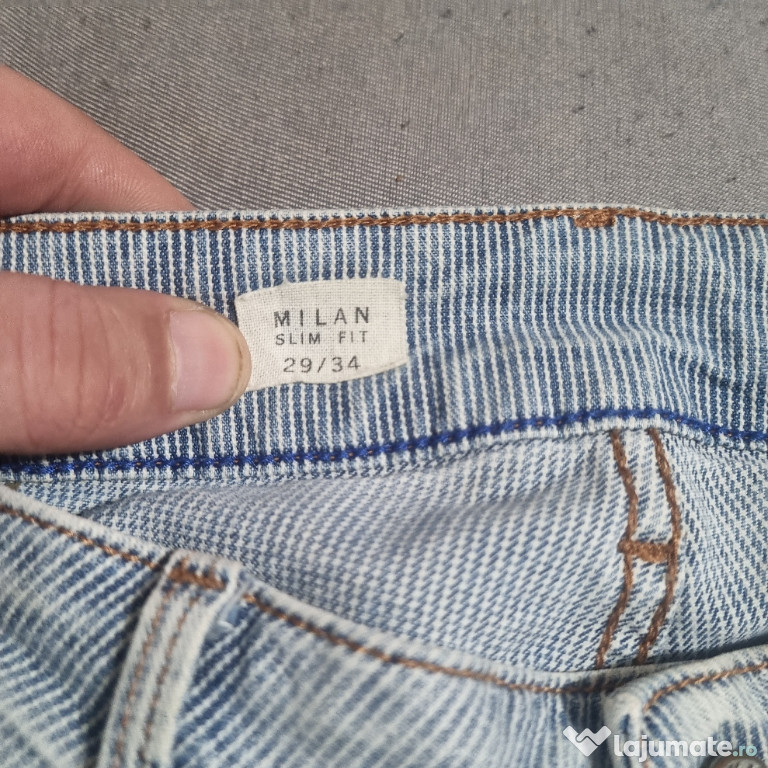 MILAN
SLIM FIT
29/34
lajumate.ro